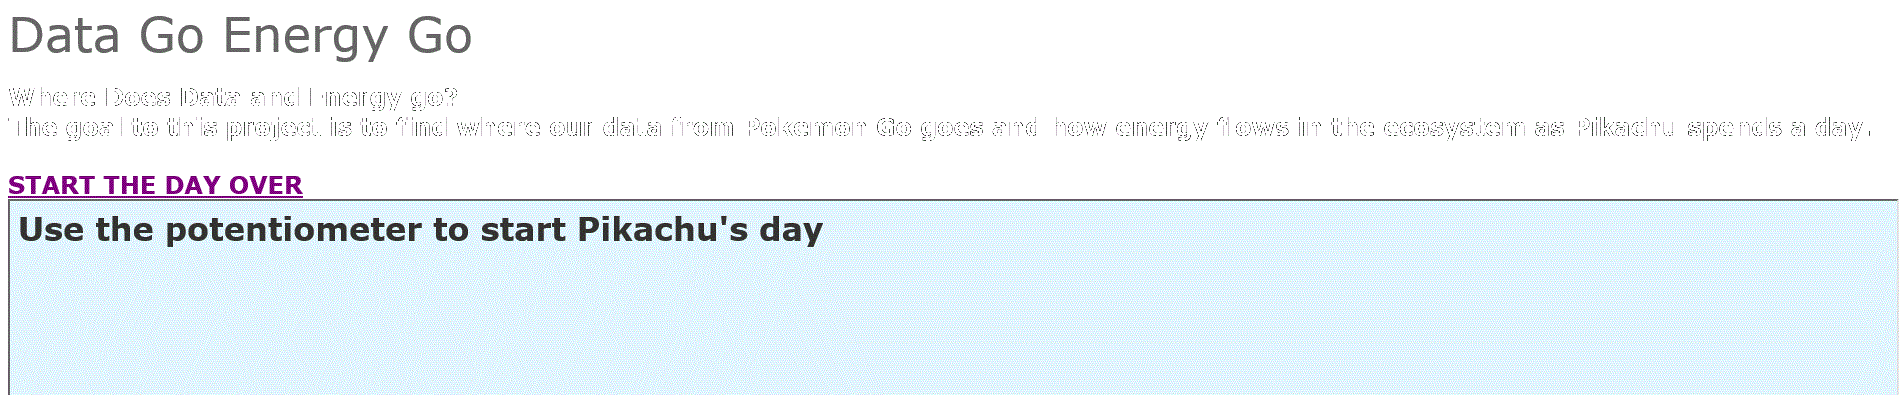 Data Go Energy Go
Where Does Data and Energy go?
The goal to this project is to find where our data from Pokemon Go goes and how energy flows in the ecosystem as Pikachu spends a day.
START THE DAY OVER
Use the potentiometer to start Pikachu's day